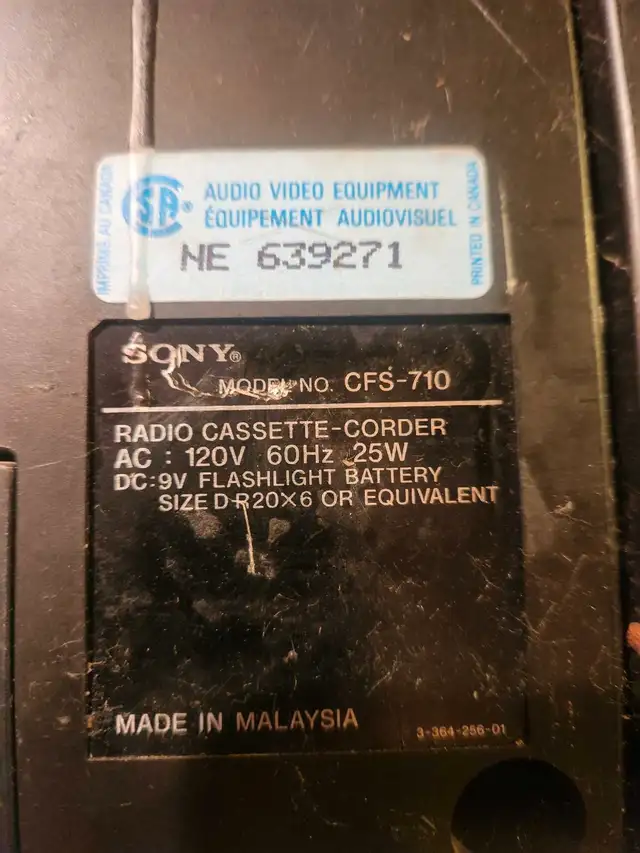 IMPRIMÉ AU CANADA
SA®
AUDIO VIDEO EQUIPMENT
ÉQUIPEMENT AUDIOVISUEL
NE 639271
PRINTED IN CANADA
SONY®
MODEL NO. CFS-710
RADIO CASSETTE-CORDER
AC : 120V 60Hz 25W
DC:9V FLASHLIGHT BATTERY
SIZE D R20×6 OR EQUIVALENT
MADE IN MALAYSIA
3-364-256-01